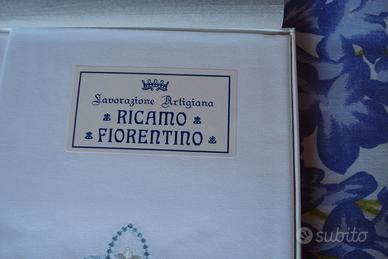 Lavorazione Artigiana
RICAMO
FIORENTINO
subito